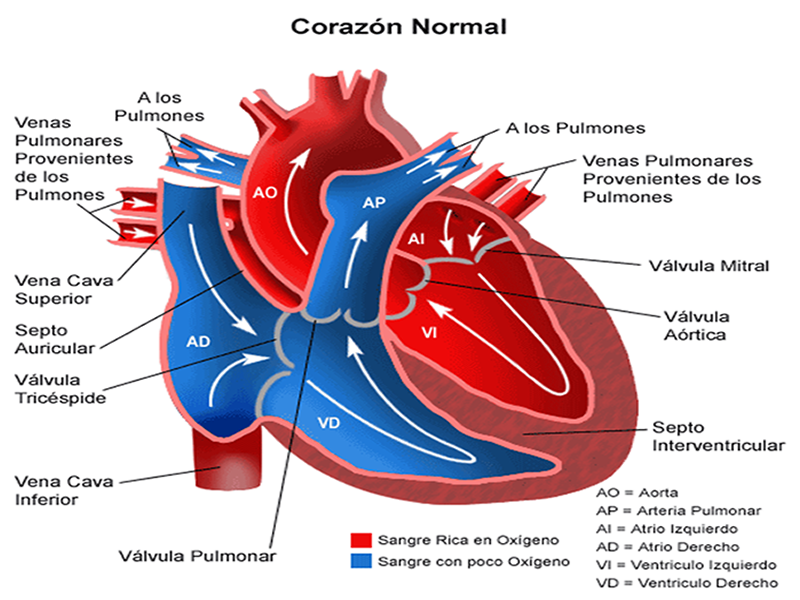 Corazón Normal
A los
Pulmones
Venas
Pulmonares
Provenientes
de los
Pulmones
A los Pulmones
Venas Pulmonares
Provenientes de los
Pulmones
AO
AP
AI
Vena Cava
Superior
Válvula Mitral
Septo
Auricular
AD
VI
Válvula
Aórtica
Válvula
Tricéspide
VD
Septo
Interventricular
Vena Cava
Inferior
Válvula Pulmonar
Sangre Rica en Oxígeno
Sangre con poco Oxígeno
AO = Aorta
AP = Arteria Pulmonar
AI = Atrio Izquierdo
AD = Atrio Derecho
VI = Ventriculo Izquierdo
VD = Ventriculo Derecho